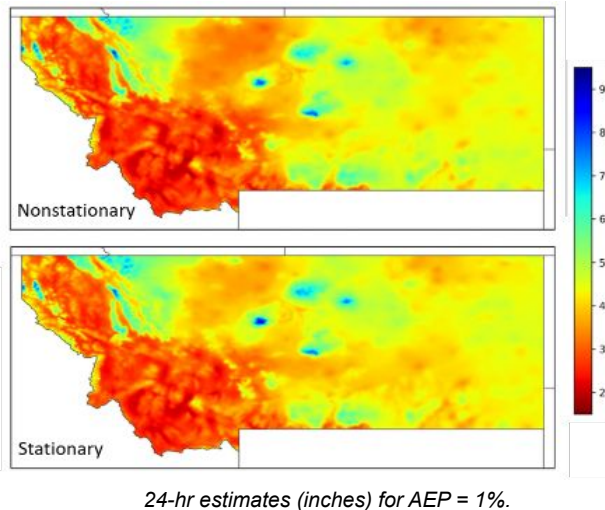 Nonstationary
Stationary
9
8
7
6
5
4
3
2
24-hr estimates (inches) for AEP = 1%.